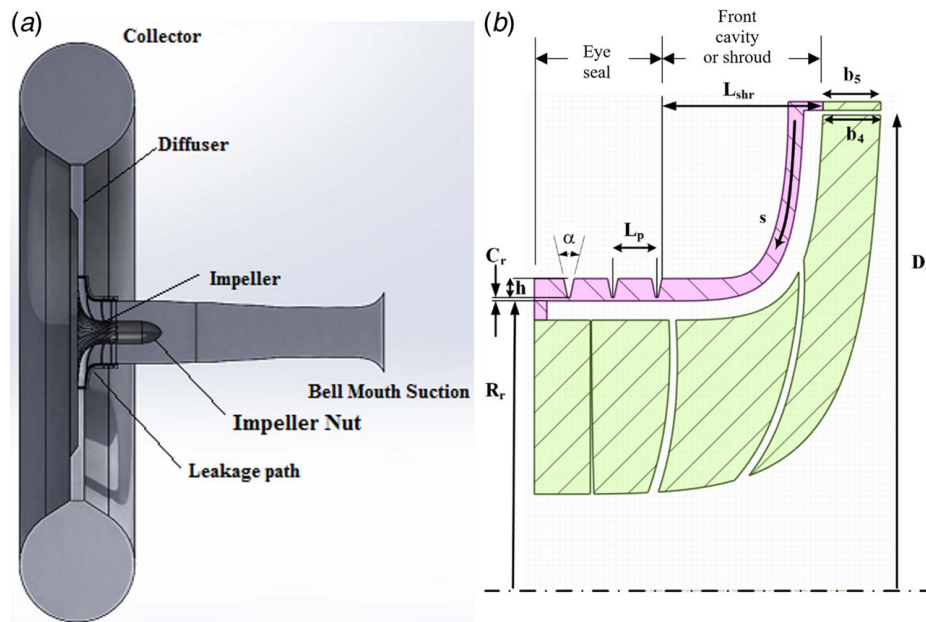 (a)
Collector
Diffuser
Impeller
Bell Mouth Suction
Impeller Nut
Leakage path
(b)
Front
cavity
or shroud
Eye
seal
Lshr
b5
b4
s
Lp
α
Cr
h
Rr
D